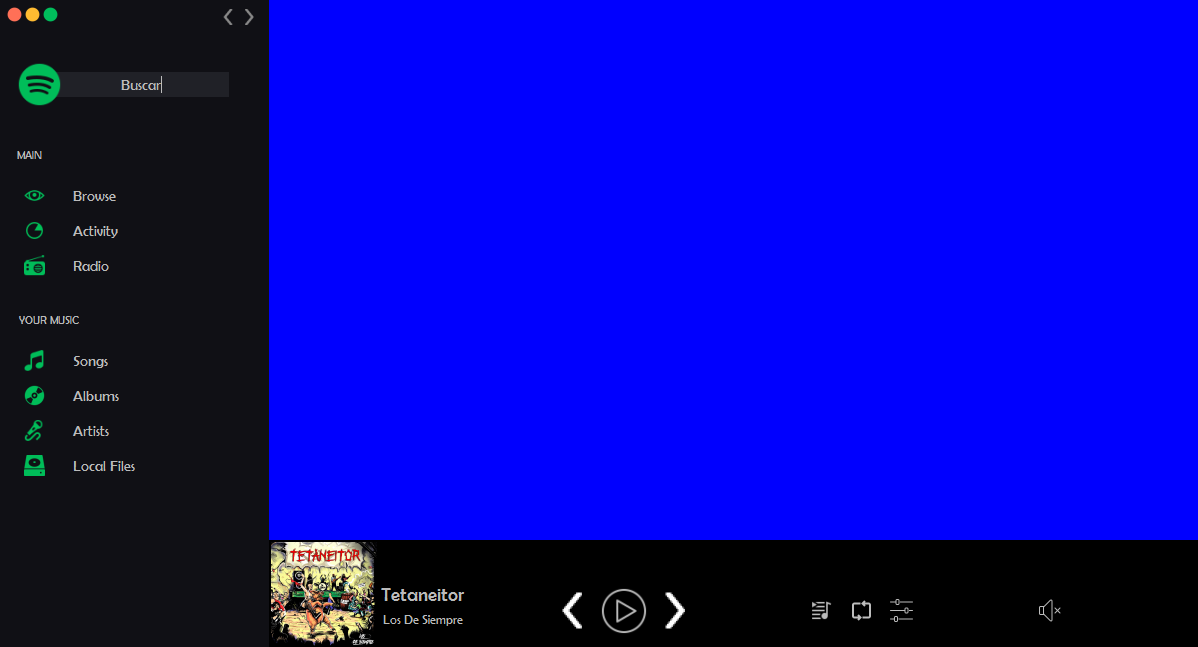 Buscar
MAIN
Browse
Activity
Radio
YOUR MUSIC
Songs
Albums
Artists
Local Files
TETANEITOR
Tetaneitor
Los De Siempre